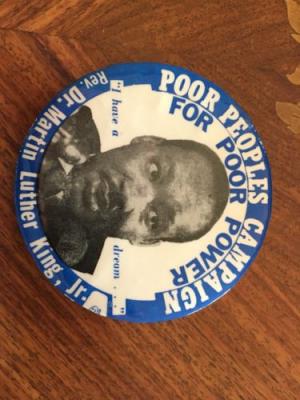 POOR PEOPLES CAMPAIGN
FOR POOR POWER
"I have a dream . . ."
Rev. Dr. Martin Luther King, Jr.